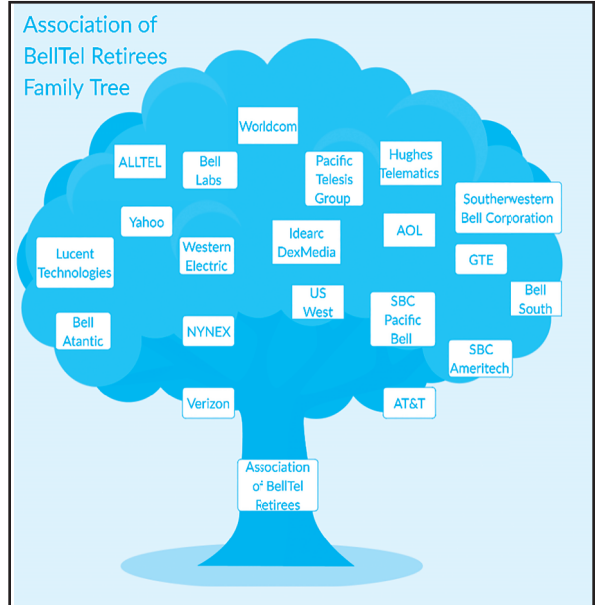 Association of
BellTel Retirees
Family Tree
Worldcom
ALLTEL
Bell
Labs
Pacific
Telesis
Group
Hughes
Telematics
Southerwestern
Bell Corporation
Yahoo
Idearc
DexMedia
AOL
Lucent
Technologies
Western
Electric
GTE
US
West
SBC
Pacific
Bell
Bell
South
Bell
Atantic
NYNEX
SBC
Ameritech
Verizon
AT&T
Association
of BellTel
Retirees